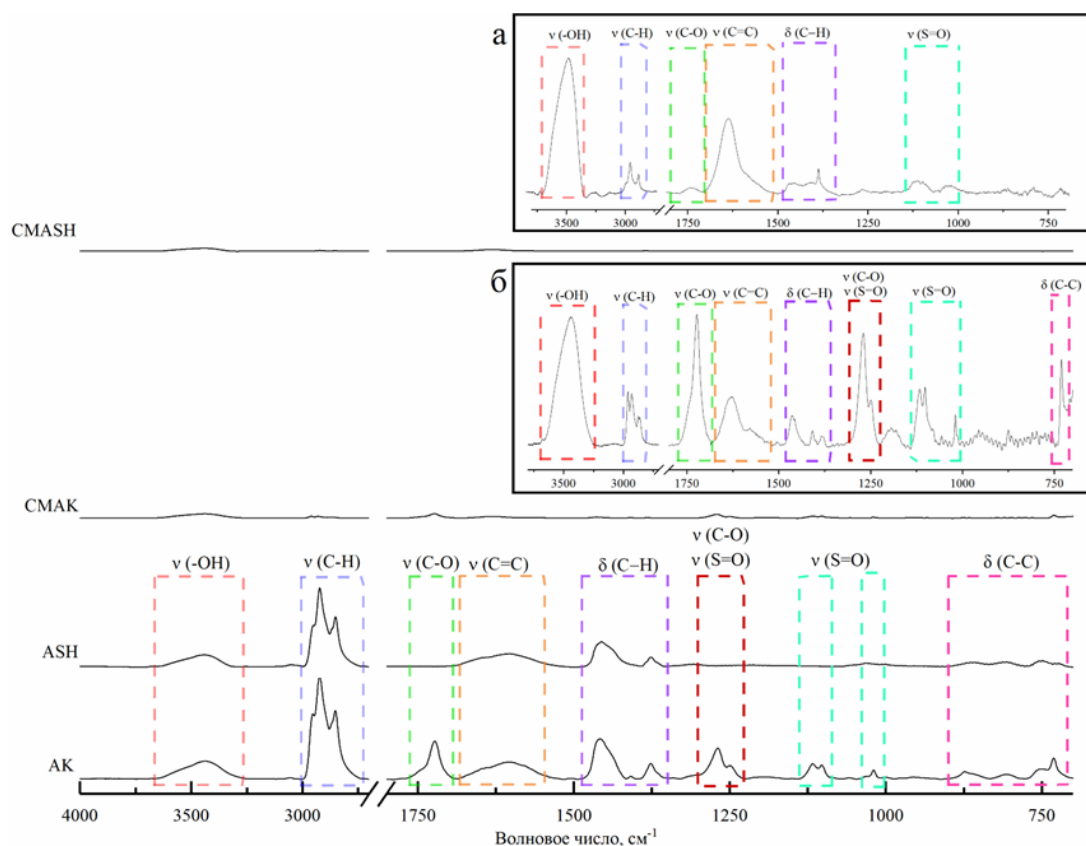 а
ν (-OH) ν (C-H) ν (C-O) ν (C=C) δ (C−H) ν (S=O)
3500 3000 1750 1500 1250 1000 750
CMASH
б
ν (C-O)
ν (-OH) ν (C-H) ν (C-O) ν (C=C) δ (C−H) ν (S=O) ν (S=O) δ (C-C)
3500 3000 1750 1500 1250 1000 750
CMAK
ν (C-O)
ν (-OH) ν (C-H) ν (C-O) ν (C=C) δ (C−H) ν (S=O) ν (S=O) δ (C-C)
ASH
AK
4000 3500 3000 1750 1500 1250 1000 750
Волновое число, см-1